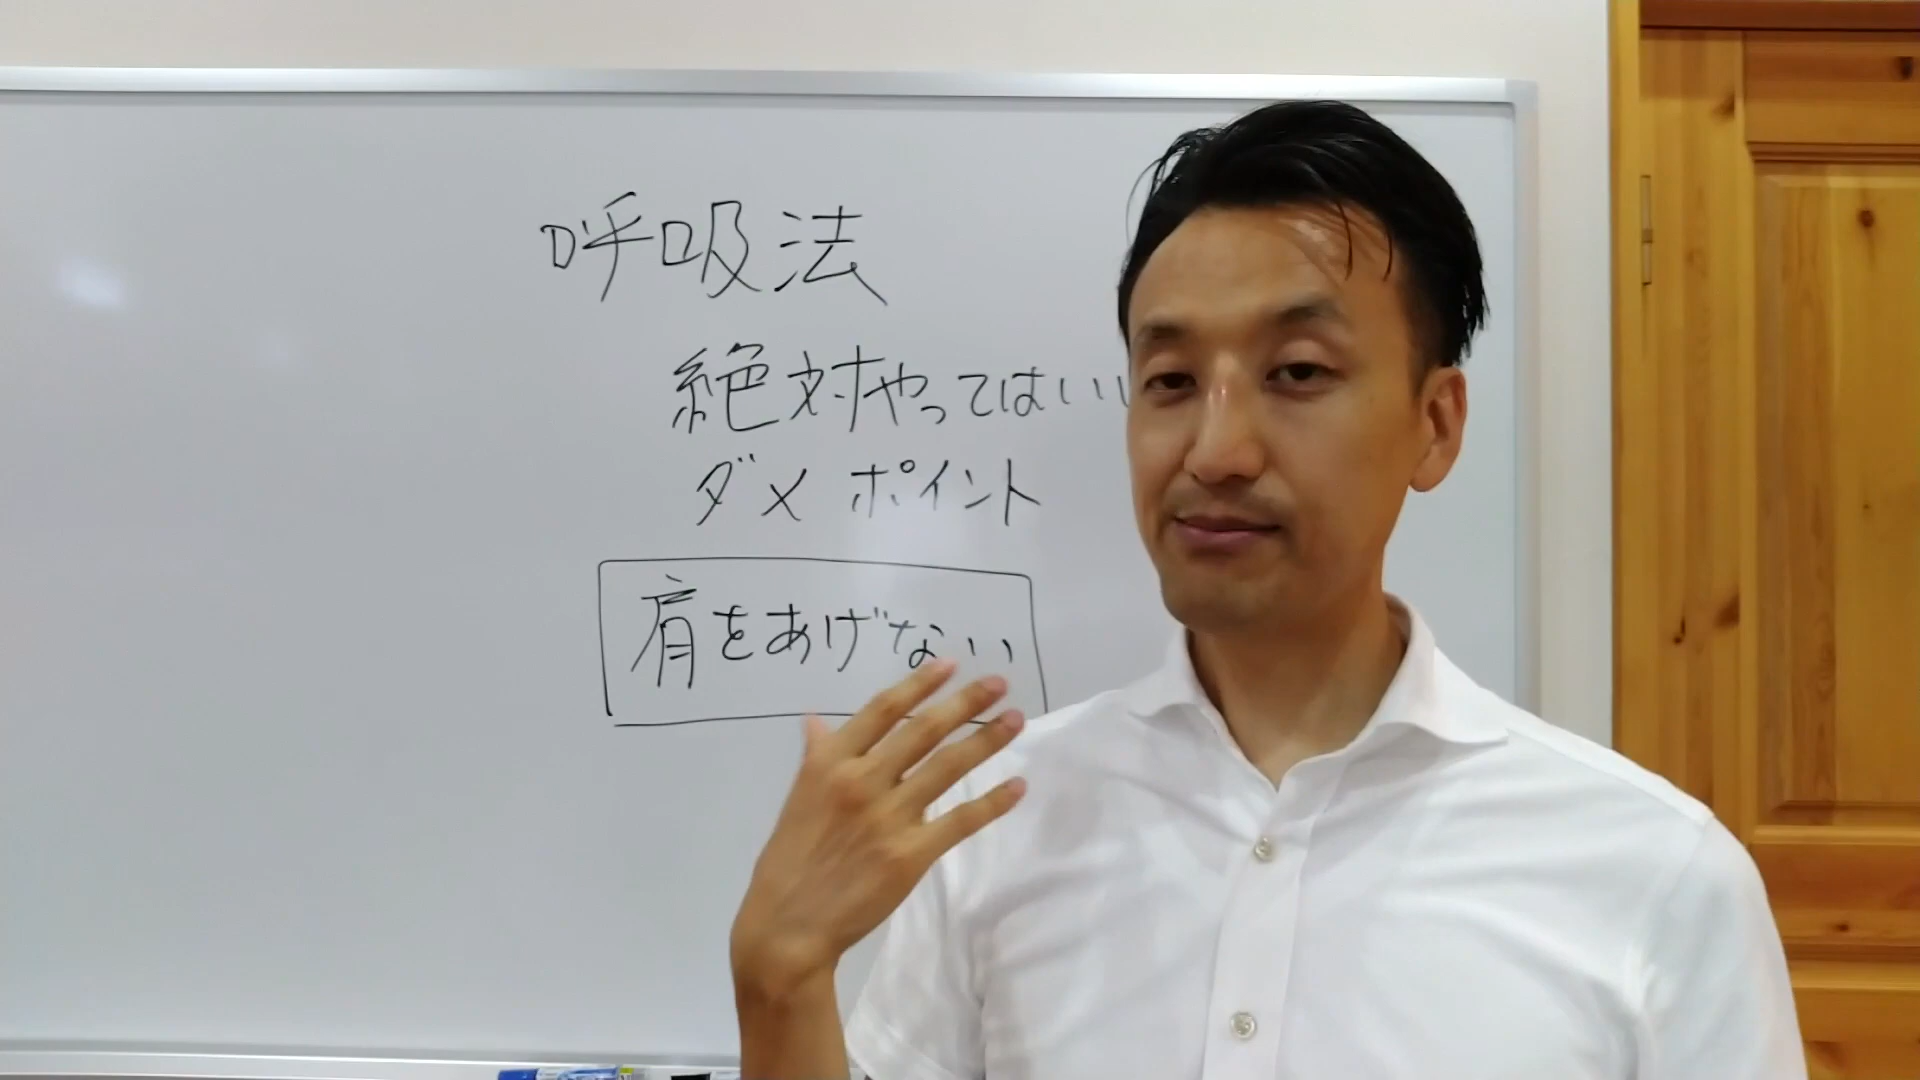 呼吸法
絶対やってはいい
ダメ ポイント
肩をあげない